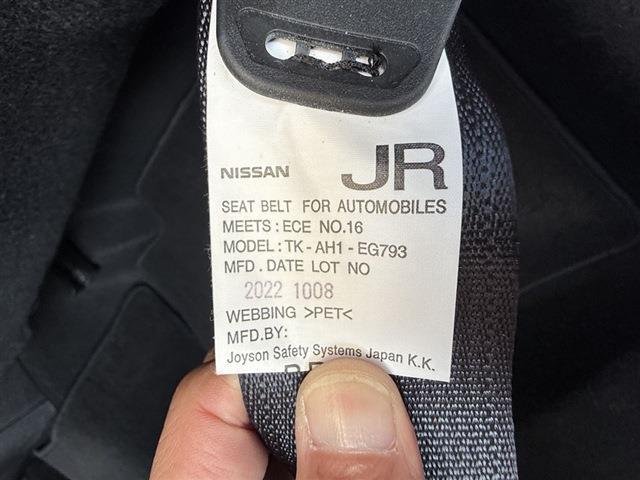 NISSAN JR
SEAT BELT FOR AUTOMOBILES
MEETS:ECE NO.16
MODEL:TK-AH1-EG793
MFD.DATE LOT NO
2022 1008
WEBBING >PET<
MFD.BY:
Joyson Safety Systems Japan K.K.